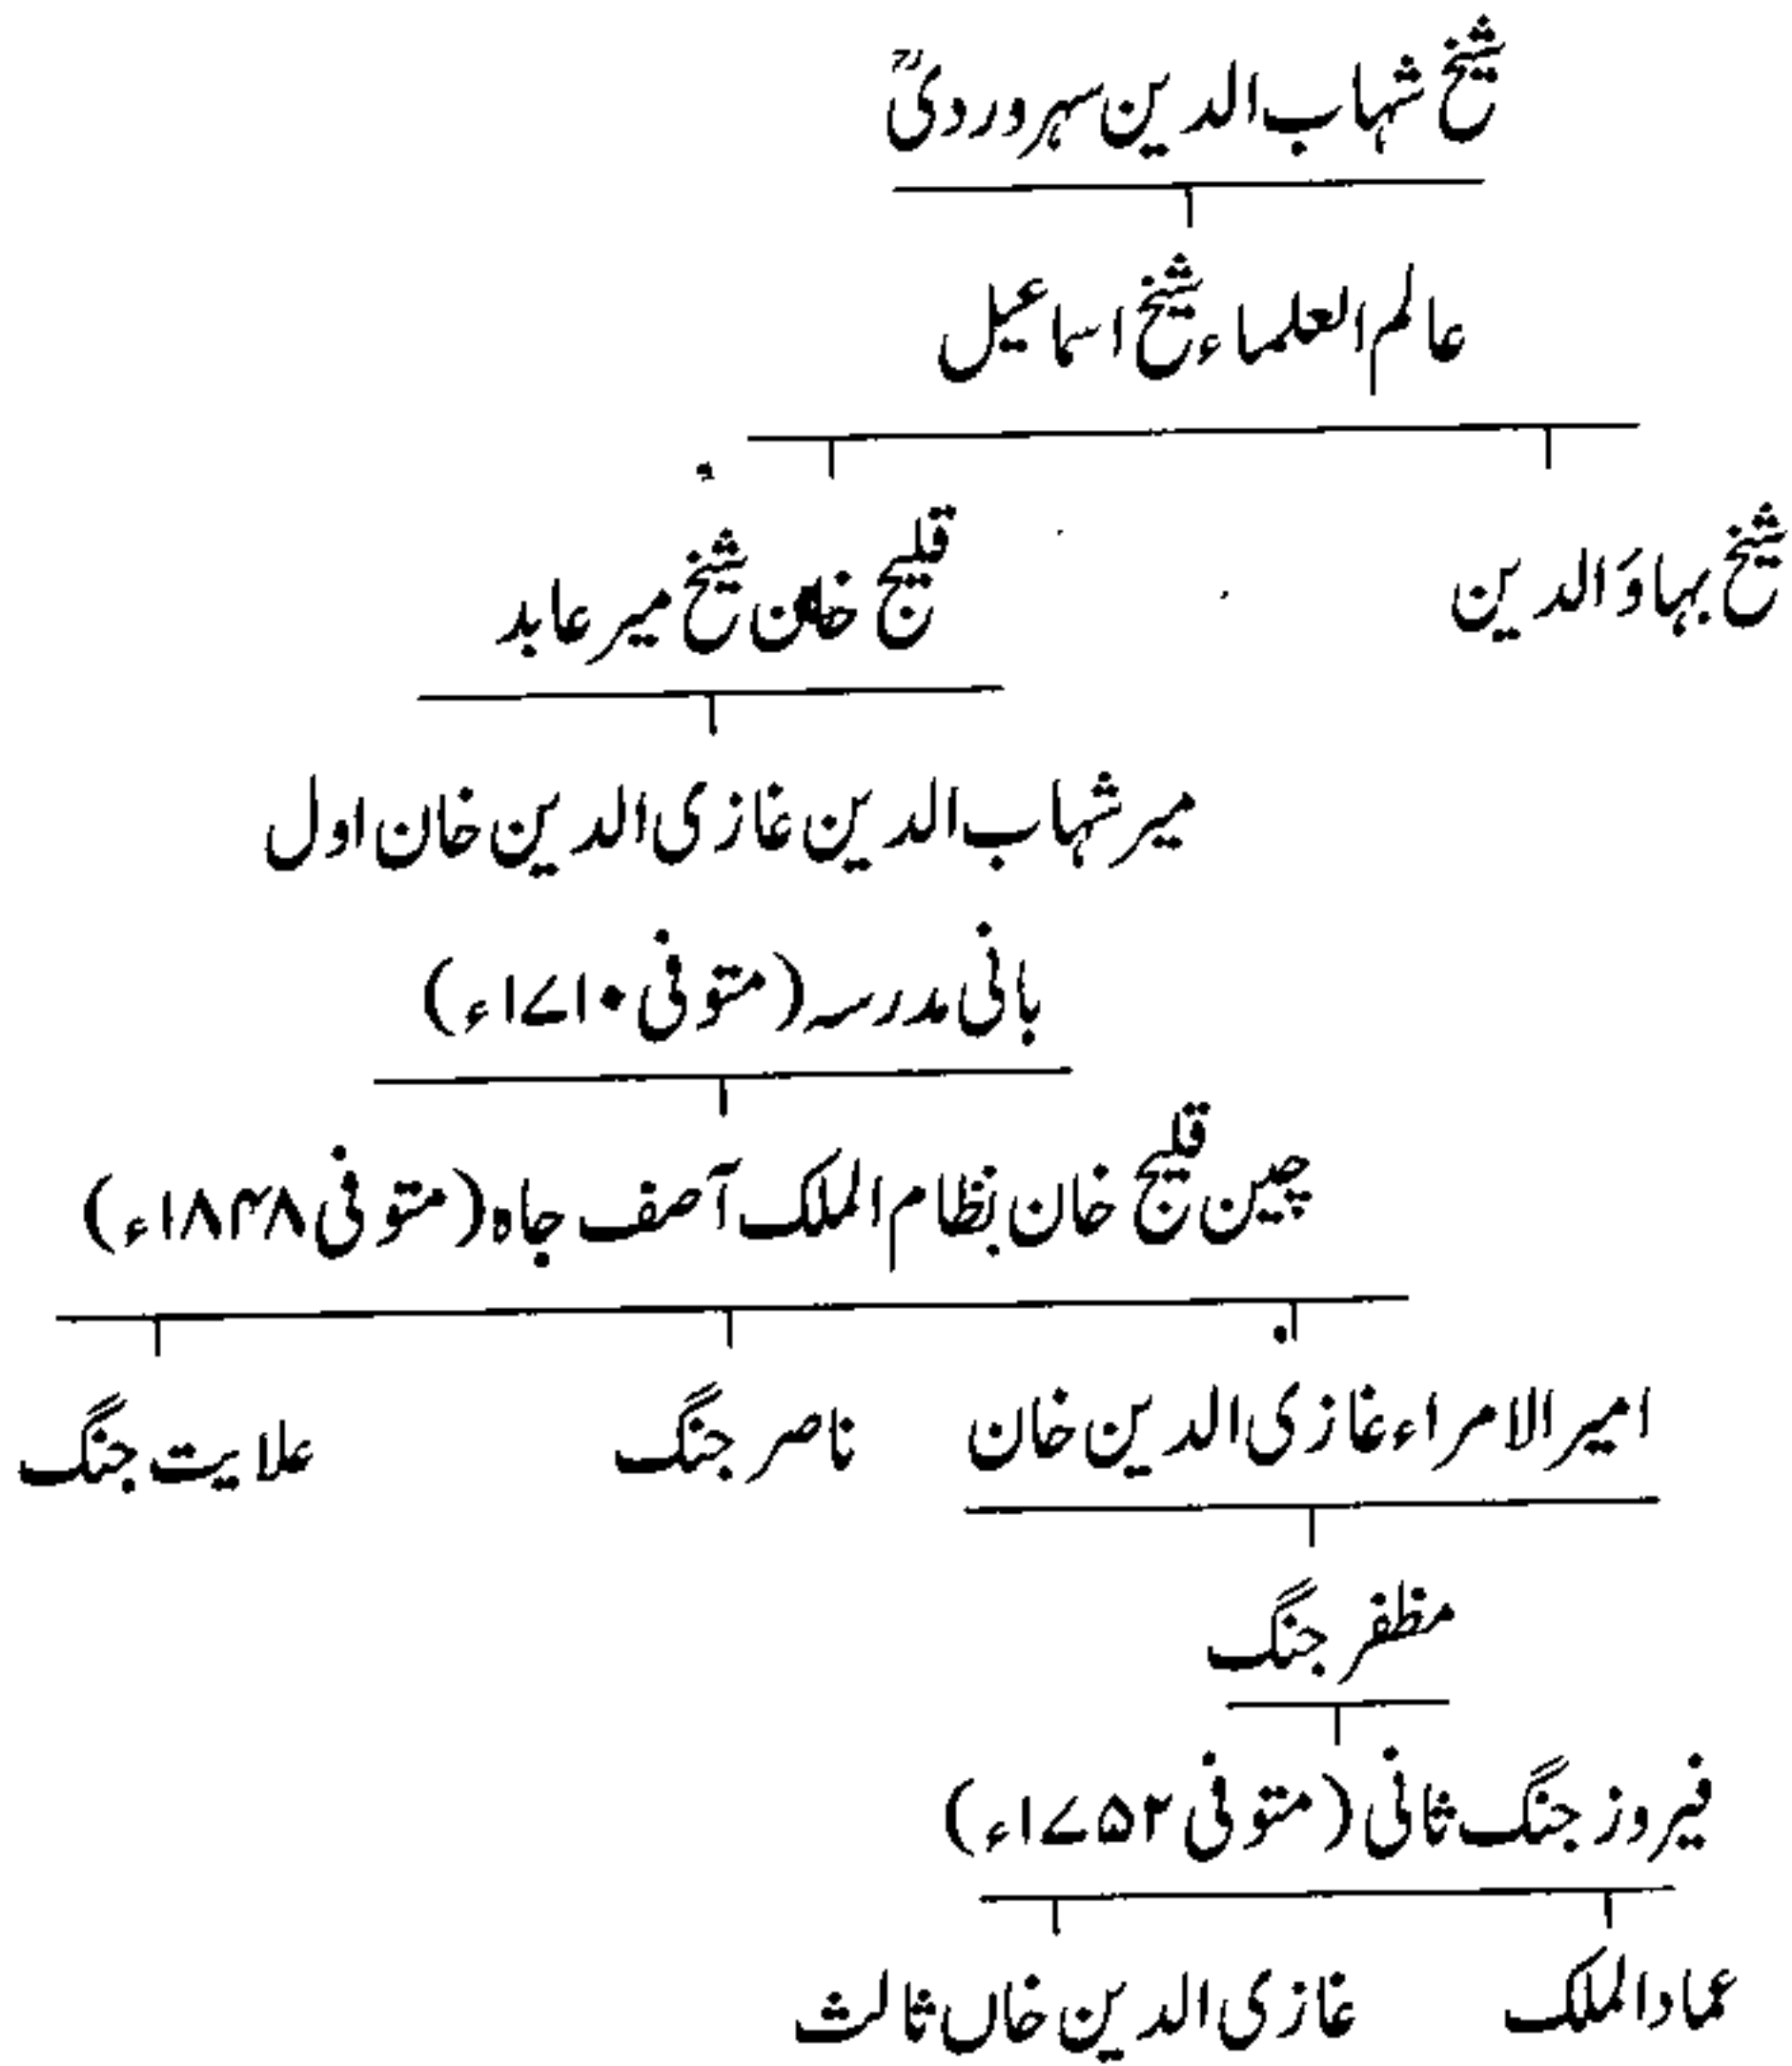 شیخ شہاب الدین سہروردیؒ
عالم العلماء شیخ اسماعیل
شیخ بہاؤ الدین
قلیچ خان شیخ میر عابد
میر شہاب الدین غازی الدین خان اول
بانی مدرسہ (متوفی ۱۷۱۰ء)
چین قلیچ خان نظام الملک آصف جاہ (متوفی ۱۸۴۸ء)
امیر الامراء غازی الدین خان
ناصر جنگ
علایت جنگ
مظفر جنگ
فیروز جنگ ثانی (متوفی ۱۷۵۲ء)
عماد الملک
غازی الدین خاں ثالث